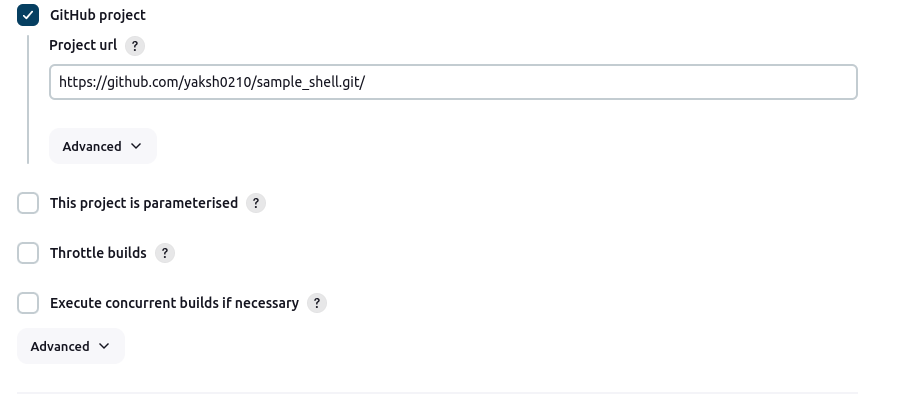 GitHub project
Project url ?
https://github.com/yaksh0210/sample_shell.git/
Advanced
This project is parameterised ?
Throttle builds ?
Execute concurrent builds if necessary ?
Advanced